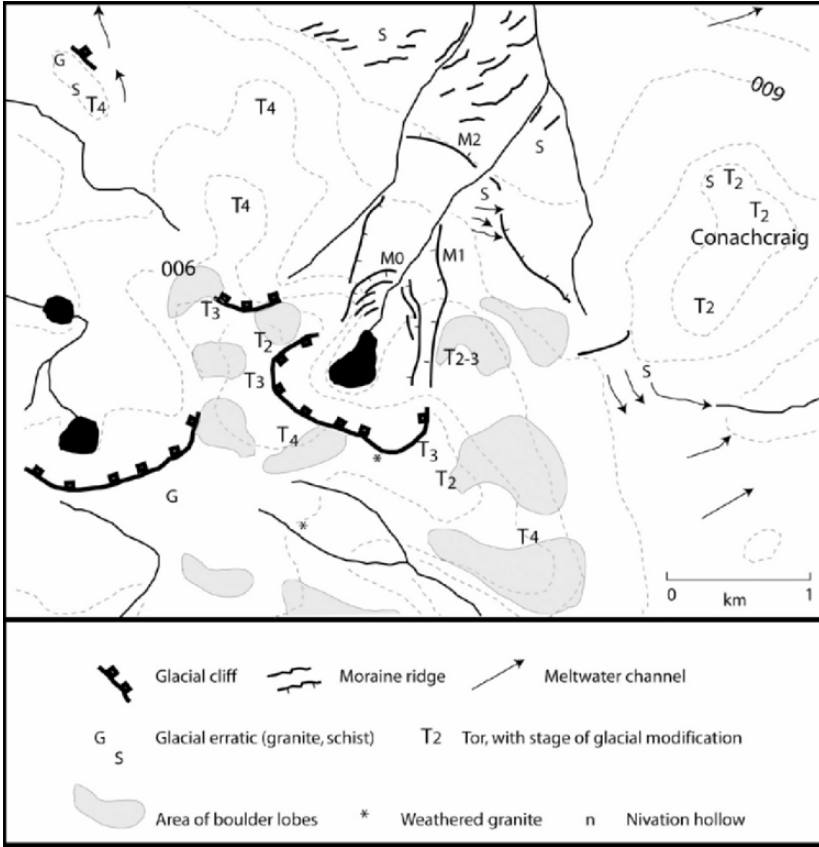 S
G
009
S
T4
T4
M2
S
S
S T2
T4
T2
Conachcraig
M0
M1
006
T3
T2
T2
T2-3
T3
S
T4
T3
T2
G
T4
0 1
km
Glacial cliff Moraine ridge Meltwater channel
G Glacial erratic (granite, schist) T2 Tor, with stage of glacial modification
S
Area of boulder lobes * Weathered granite n Nivation hollow